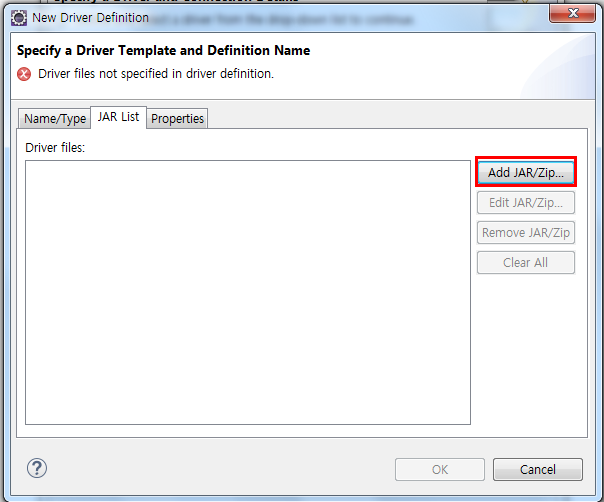 New Driver Definition
Specify a Driver Template and Definition Name
Driver files not specified in driver definition.
Name/Type
JAR List
Properties
Driver files:
Add JAR/Zip...
Edit JAR/Zip...
Remove JAR/Zip
Clear All
?
OK
Cancel